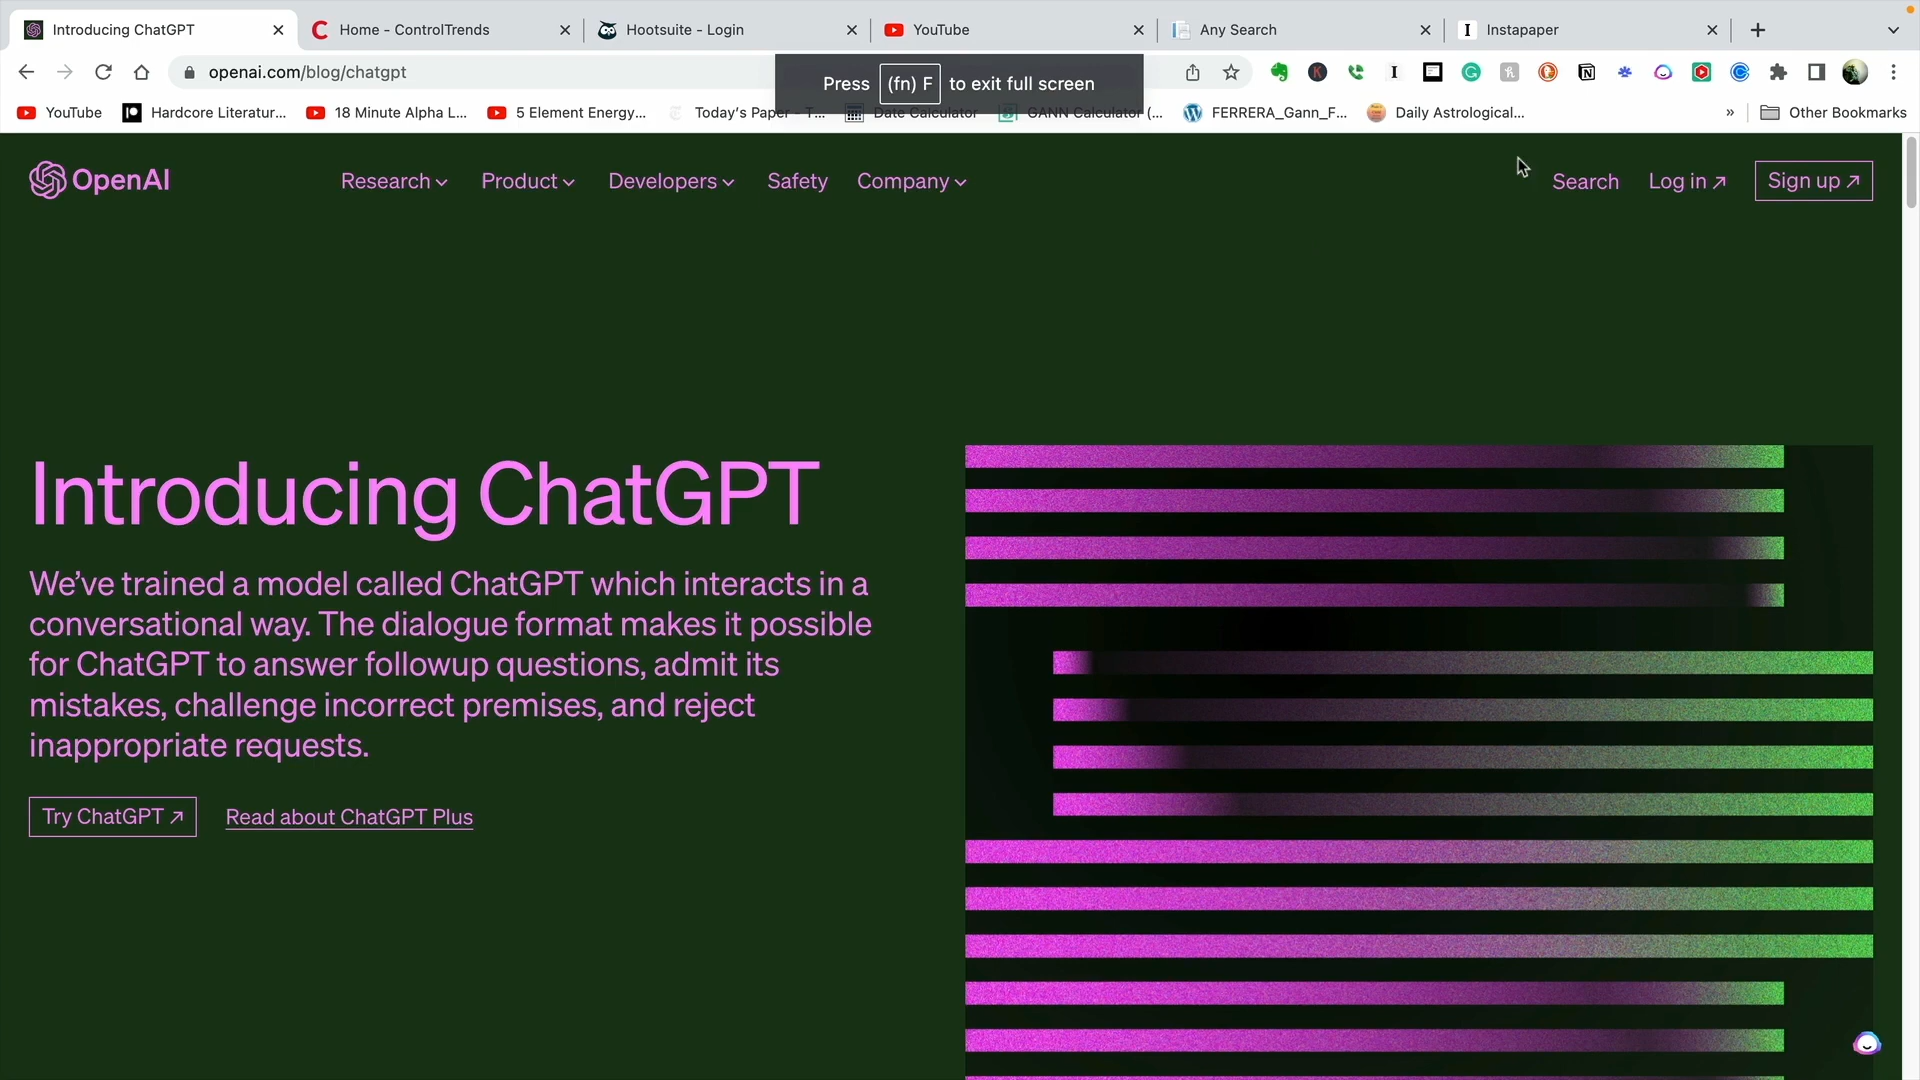 Introducing ChatGPT
Home - ControlTrends
Hootsuite - Login
YouTube
Any Search
Instapaper
openai.com/blog/chatgpt
Press (fn) F to exit full screen
YouTube
Hardcore Literatur...
18 Minute Alpha L...
5 Element Energy...
Today's Paper - T...
Date Calculator
GANN Calculator (...
FERRERA_Gann_F...
Daily Astrological...
»
Other Bookmarks
OpenAI
Research
Product
Developers
Safety
Company
Search
Log in ↗
Sign up ↗
Introducing ChatGPT
We’ve trained a model called ChatGPT which interacts in a
conversational way. The dialogue format makes it possible
for ChatGPT to answer followup questions, admit its
mistakes, challenge incorrect premises, and reject
inappropriate requests.
Try ChatGPT ↗
Read about ChatGPT Plus